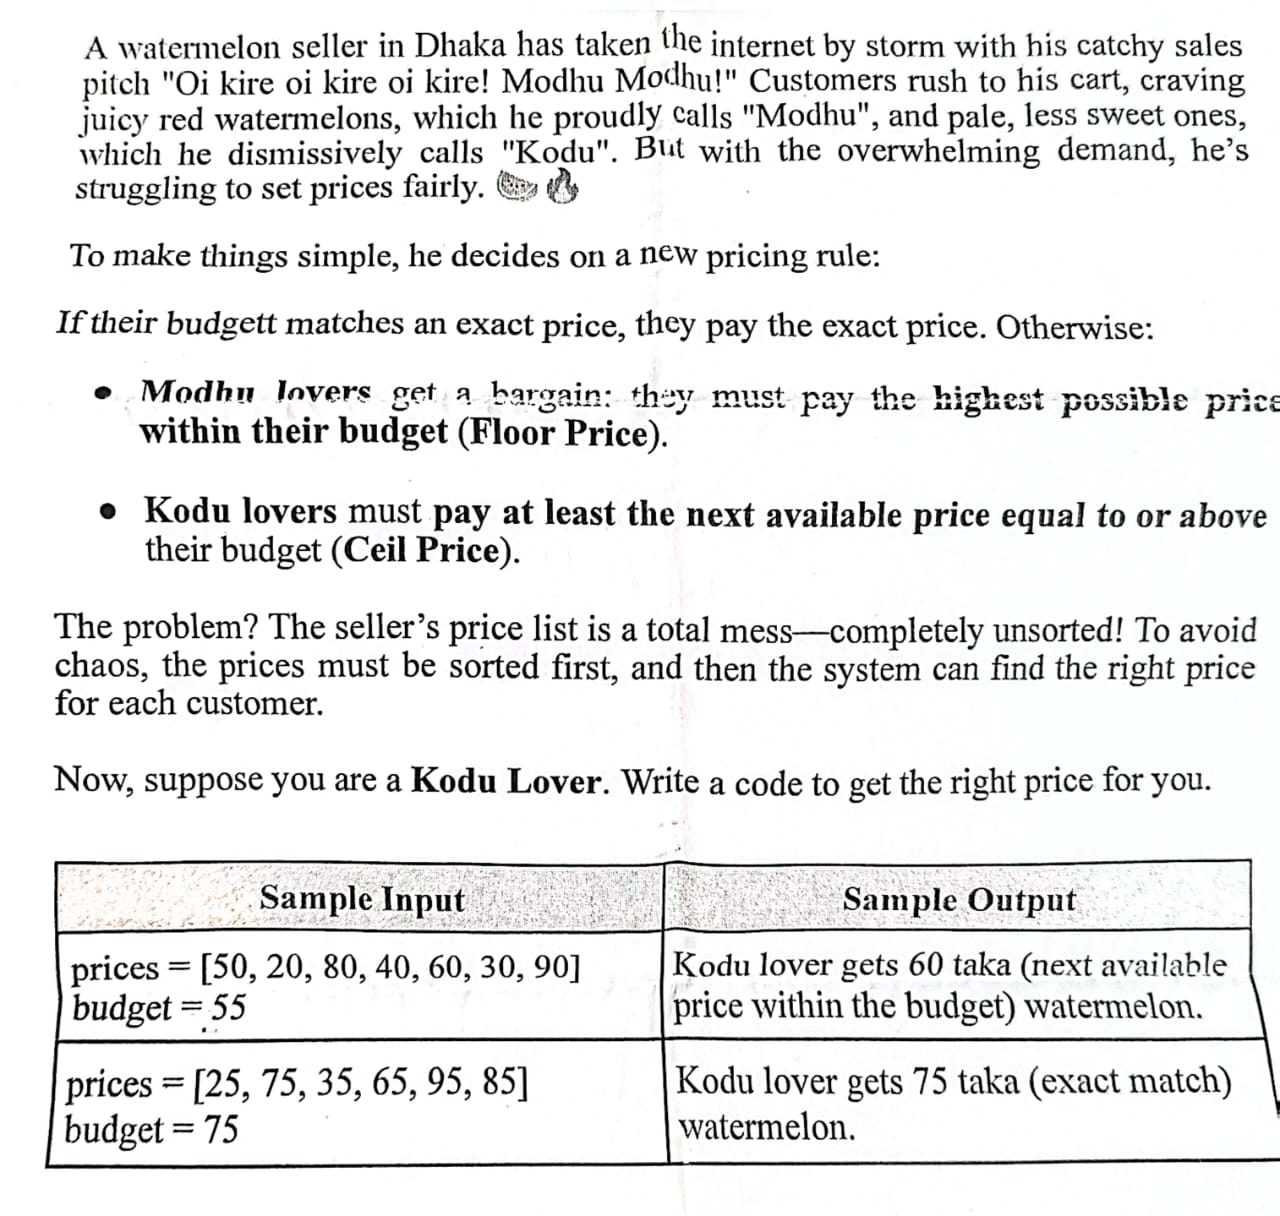 A watermelon seller in Dhaka has taken the internet by storm with his catchy sales
pitch "Oi kire oi kire oi kire! Modhu Modhu!" Customers rush to his cart, craving
juicy red watermelons, which he proudly calls "Modhu", and pale, less sweet ones,
which he dismissively calls "Kodu". But with the overwhelming demand, he's
struggling to set prices fairly. 🍉🔥
To make things simple, he decides on a new pricing rule:
If their budgett matches an exact price, they pay the exact price. Otherwise:
• Modhu lovers get a bargain: they must pay the highest possible price
within their budget (Floor Price).
• Kodu lovers must pay at least the next available price equal to or above
their budget (Ceil Price).
The problem? The seller's price list is a total mess—completely unsorted! To avoid
chaos, the prices must be sorted first, and then the system can find the right price
for each customer.
Now, suppose you are a Kodu Lover. Write a code to get the right price for you.
Sample Input
Sample Output
prices = [50, 20, 80, 40, 60, 30, 90]
budget = 55
Kodu lover gets 60 taka (next available
price within the budget) watermelon.
prices = [25, 75, 35, 65, 95, 85]
budget = 75
Kodu lover gets 75 taka (exact match)
watermelon.